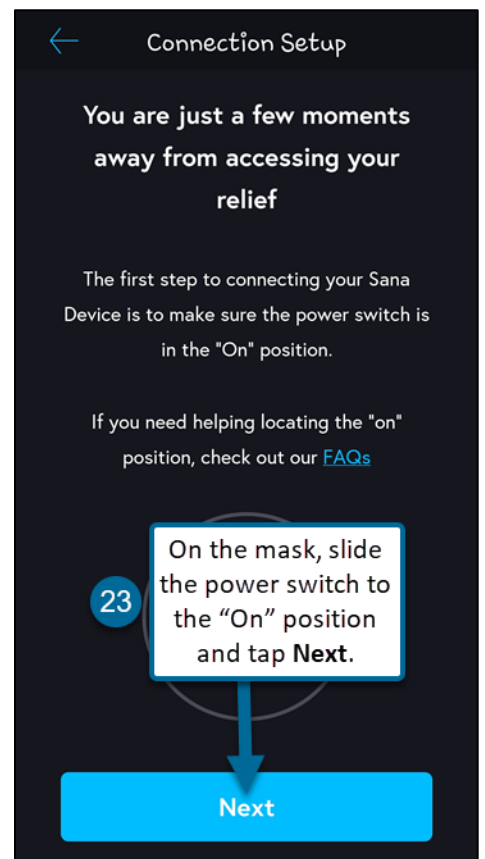 Connection Setup
You are just a few moments
away from accessing your
relief
The first step to connecting your Sana
Device is to make sure the power switch is
in the "On" position.
If you need helping locating the "on"
position, check out our FAQs
23
On the mask, slide
the power switch to
the “On” position
and tap Next.
Next